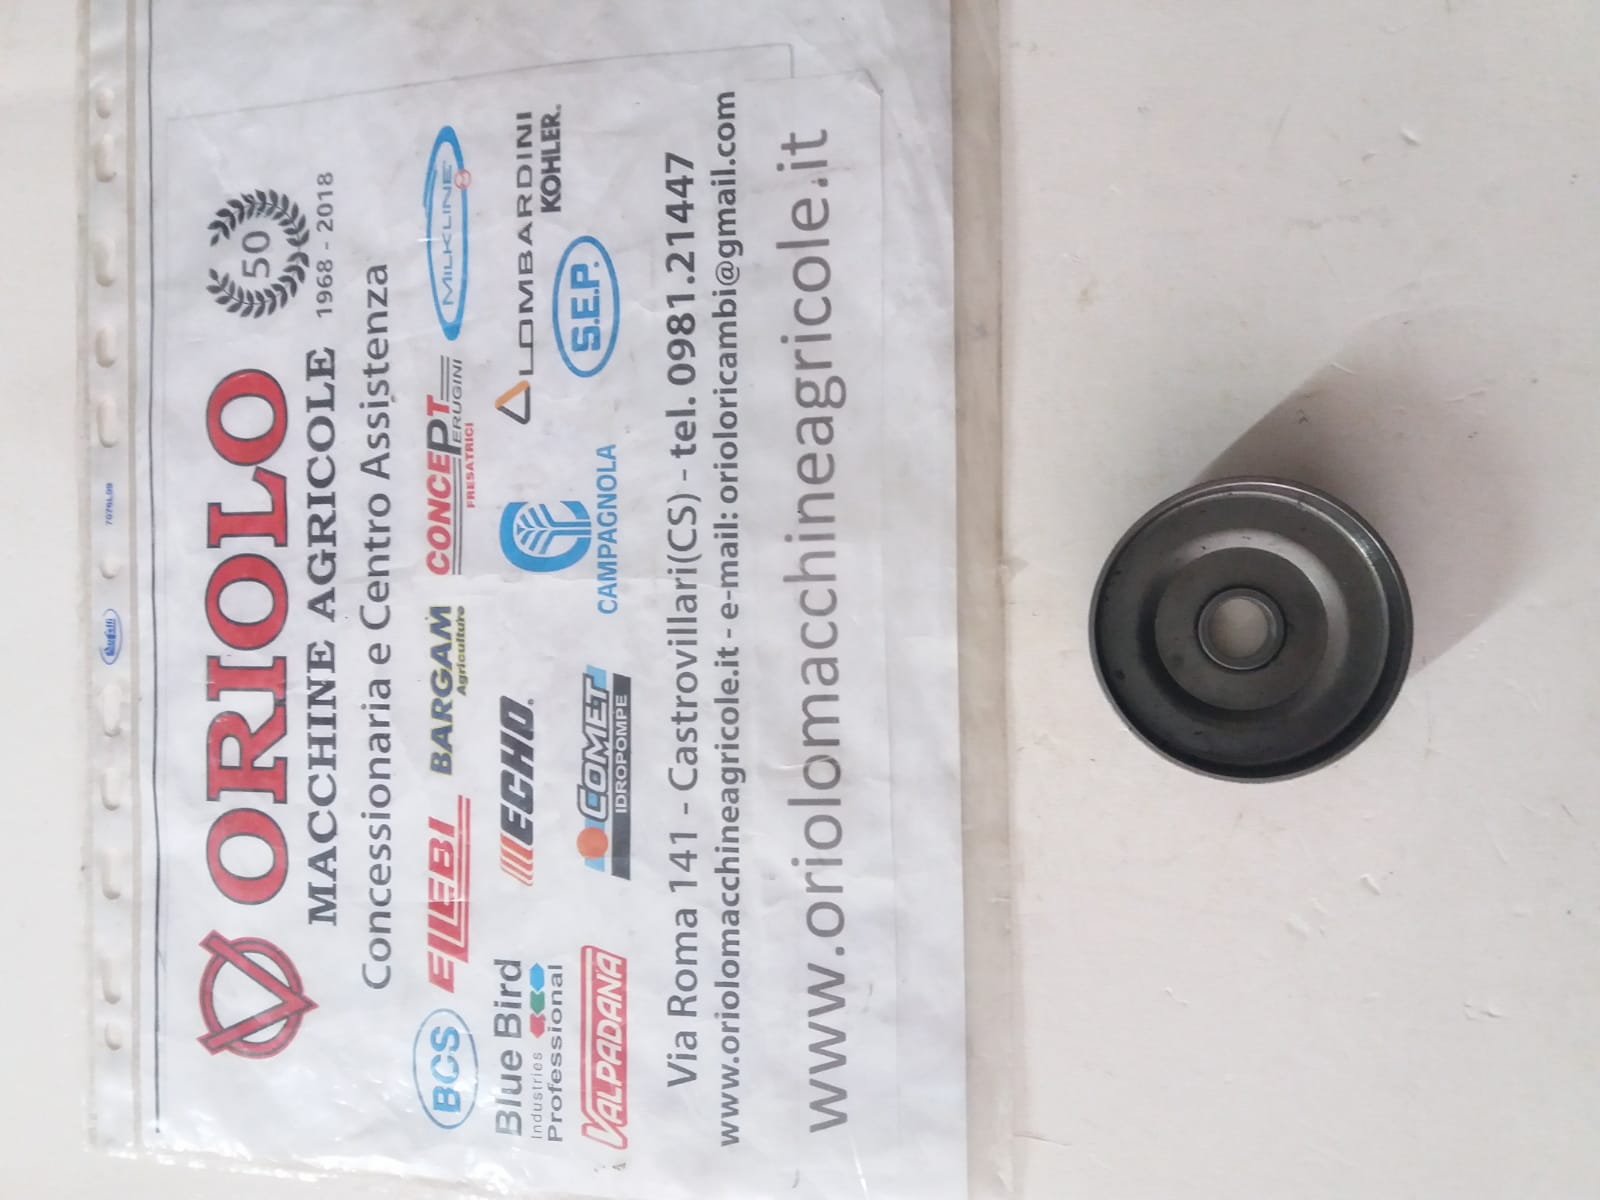 ORIOLO
50
MACCHINE AGRICOLE 1968 - 2018
Concessionaria e Centro Assistenza
BCS ELLEBI BARGAM Agriculture CONCEPT PERUGINI FRESATRICI MILKLINE
Blue Bird Industries Professional ECHO CAMPAGNOLA LOMBARDINI KOHLER
VALPADANA COMET IDROPOMPE S.E.P.
Via Roma 141 - Castrovillari(CS) - tel. 0981.21447
www.oriolomacchineagricole.it - e-mail: orioloricambi@gmail.com
www.oriolomacchineagricole.it